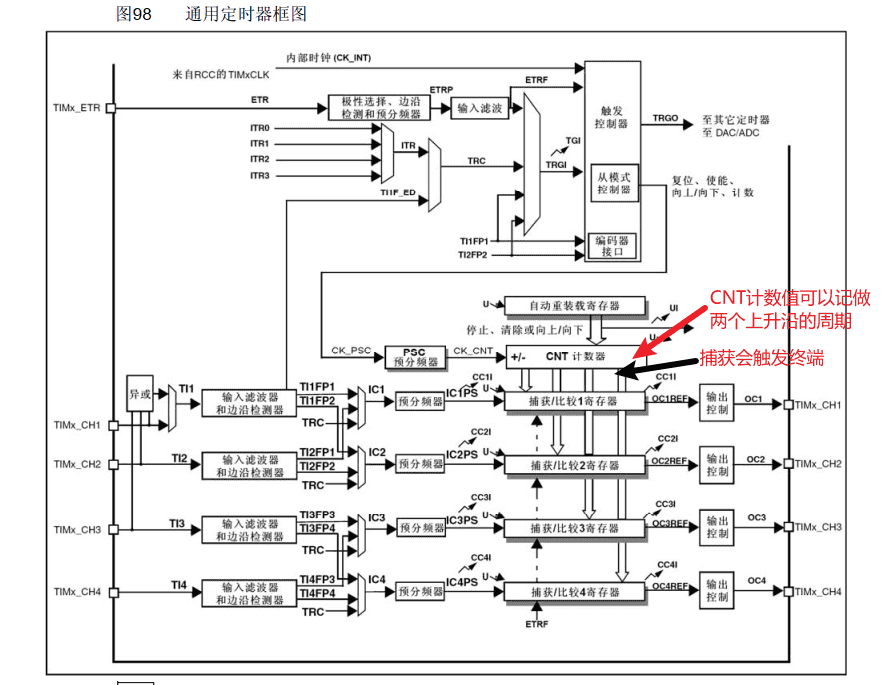 图98 通用定时器框图
内部时钟 (CK_INT)
来自RCC的TIMxCLK
TIMx_ETR
ETR
极性选择、边沿
检测和预分频器
ETRP
输入滤波
ETRF
触发
控制器
TRGO
至其它定时器
至 DAC/ADC
ITR0
ITR1
ITR2
ITR3
ITR
TRC
TI1F_ED
TGI
TRGI
从模式
控制器
复位、使能、
向上/向下、计数
TI1FP1
TI2FP2
编码器
接口
U
自动重装载寄存器
UI
U
停止、清除或向上/向下
CNT计数值可以记做
两个上升沿的周期
捕获会触发终端
CK_PSC
PSC
预分频器
CK_CNT
+/-
CNT 计数器
异或
TI1
输入滤波器
和边沿检测器
TI1FP1
TI1FP2
TRC
IC1
预分频器
CC1I
IC1PS
U
捕获/比较1寄存器
CC1I
OC1REF
输出
控制
OC1
TIMx_CH1
TIMx_CH1
TIMx_CH2
TI2
输入滤波器
和边沿检测器
TI2FP1
TI2FP2
TRC
IC2
预分频器
CC2I
IC2PS
U
捕获/比较2寄存器
CC2I
OC2REF
输出
控制
OC2
TIMx_CH2
TIMx_CH3
TI3
输入滤波器
和边沿检测器
TI3FP3
TI3FP4
TRC
IC3
预分频器
CC3I
IC3PS
U
捕获/比较3寄存器
CC3I
OC3REF
输出
控制
OC3
TIMx_CH3
TIMx_CH4
TI4
输入滤波器
和边沿检测器
TI4FP3
TI4FP4
TRC
IC4
预分频器
CC4I
IC4PS
U
捕获/比较4寄存器
CC4I
OC4REF
输出
控制
OC4
TIMx_CH4
ETRF